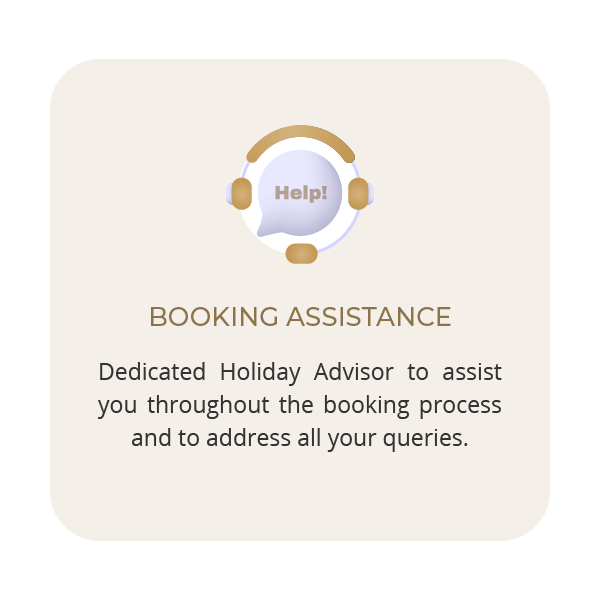 Help!
BOOKING ASSISTANCE
Dedicated Holiday Advisor to assist
you throughout the booking process
and to address all your queries.